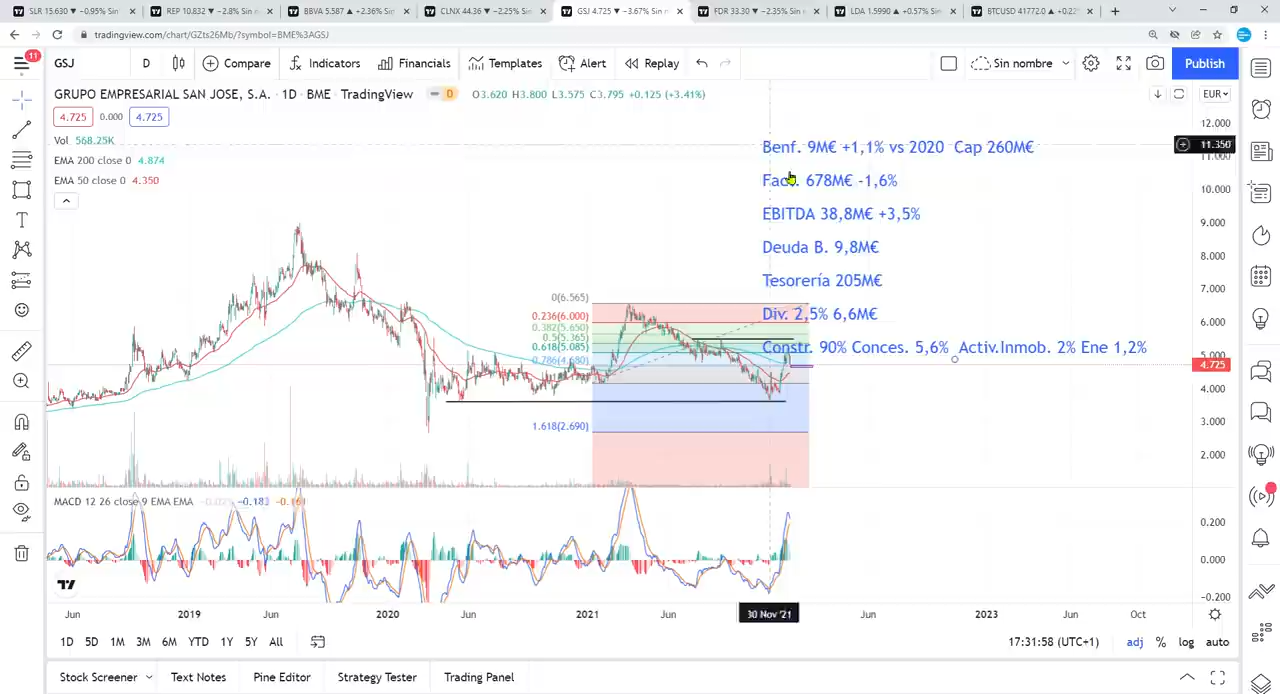 SLR 15.630 ▼ −0.95% Sin
REP 10.832 ▼ −2.8% Sin n
BBVA 5.587 ▲ +2.36% Sin
CLNX 44.36 ▼ −2.25% Sin
GSJ 4.725 ▼ −3.67% Sin n
FDR 33.30 ▼ −2.35% Sin
LDA 1.5990 ▲ +0.57% Sin
BTCUSD 41772.0 ▲ +0.22
tradingview.com/chart/GZts26Mb/?symbol=BME%3AGSJ
11
GSJ
D
Compare
Indicators
Financials
Templates
Alert
Replay
Sin nombre
Publish
GRUPO EMPRESARIAL SAN JOSE, S.A. · 1D · BME · TradingView
D
O3.620 H3.800 L3.575 C3.795 +0.125 (+3.41%)
EUR
4.725 0.000 4.725
Vol 568.25K
EMA 200 close 0 4.874
EMA 50 close 0 4.350
12.000
11.350
11.000
10.000
9.000
8.000
7.000
6.000
5.000
4.725
4.000
3.000
2.000
Benf. 9M€ +1,1% vs 2020 Cap 260M€
678M€ -1,6%
EBITDA 38,8M€ +3,5%
Deuda B. 9,8M€
Tesorería 205M€
Div. 2,5% 6,6M€
Constr. 90% Conces. 5,6% Activ.Inmob. 2% Ene 1,2%
0(6.565)
0.236(6.000)
0.382(5.650)
0.5(5.365)
0.618(5.085)
0.786(4.680)
1.618(2.690)
MACD 12 26 close 9 EMA EMA −0.183
0.200
0.000
-0.200
Jun 2019 Jun 2020 Jun 2021 Jun 30 Nov '21 Jun 2023 Jun Oct
1D 5D 1M 3M 6M YTD 1Y 5Y All
17:31:58 (UTC+1) adj % log auto
Stock Screener Text Notes Pine Editor Strategy Tester Trading Panel